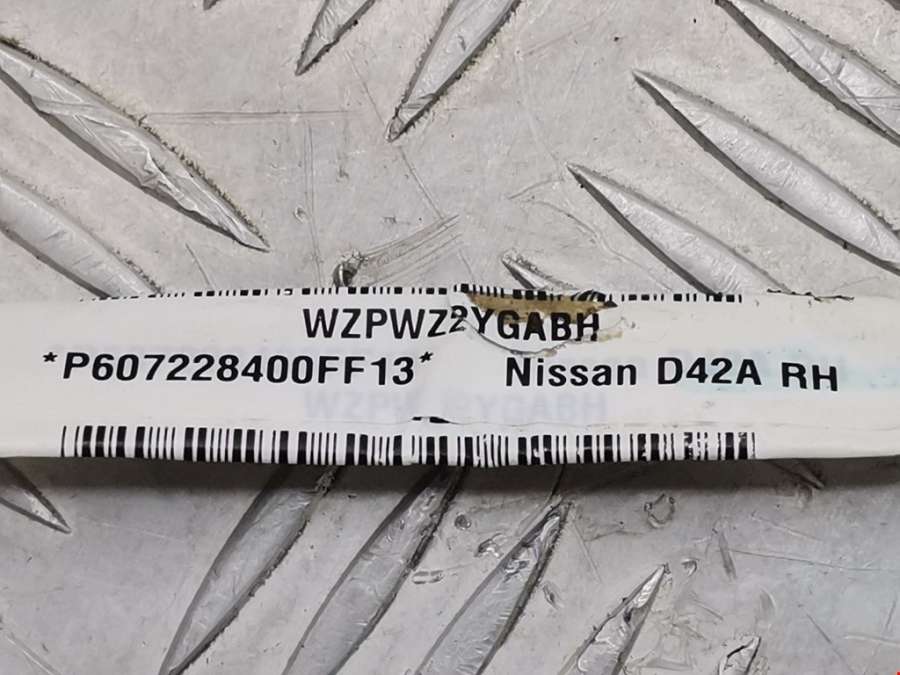 WZPWZ2YGABH
*P607228400FF13* Nissan D42A RH